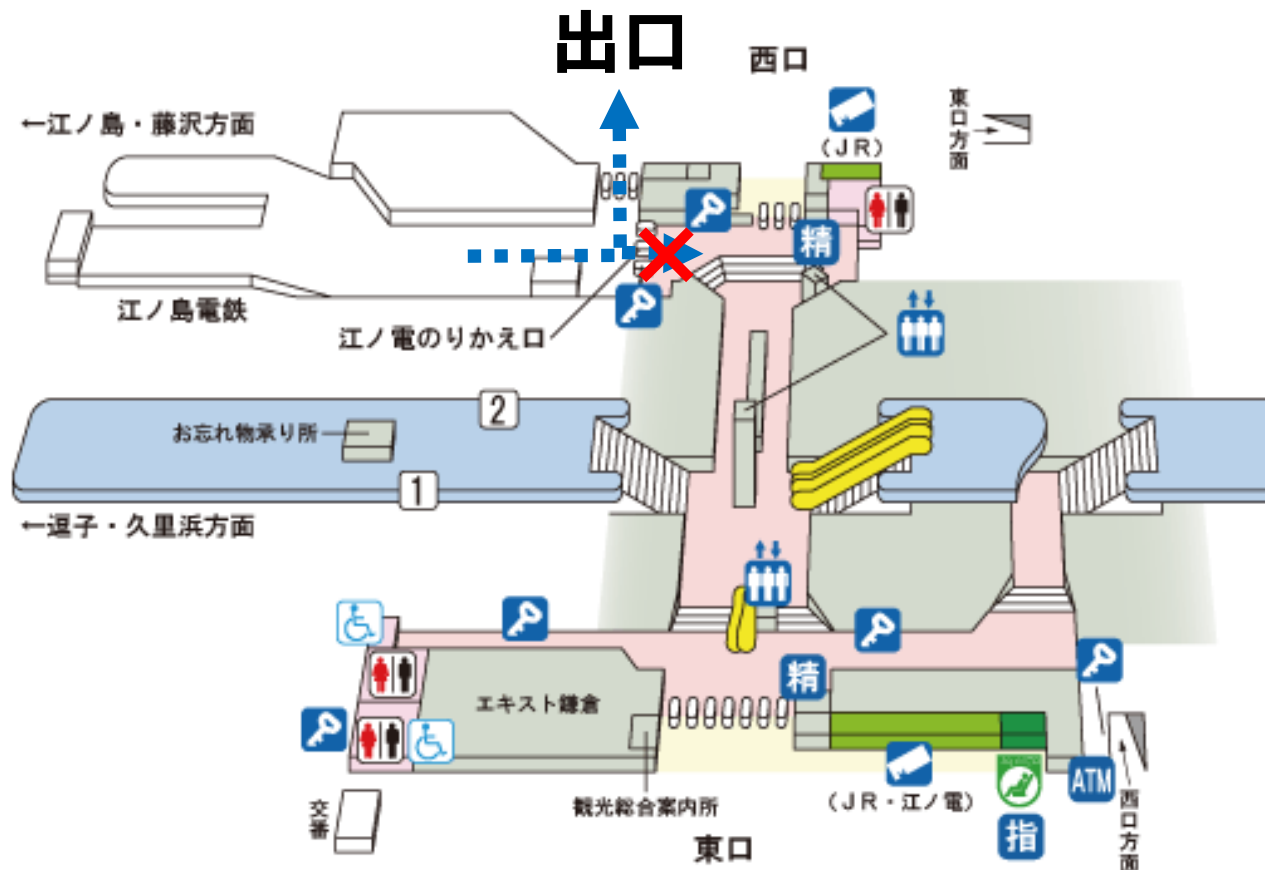 出口
西口
←江ノ島・藤沢方面
(JR)
東口方面
精
江ノ島電鉄
江ノ電のりかえ口
2
お忘れ物承り所
1
←逗子・久里浜方面
精
エキスト鎌倉
観光総合案内所
(JR・江ノ電)
ATM
指
西口方面
交番
東口